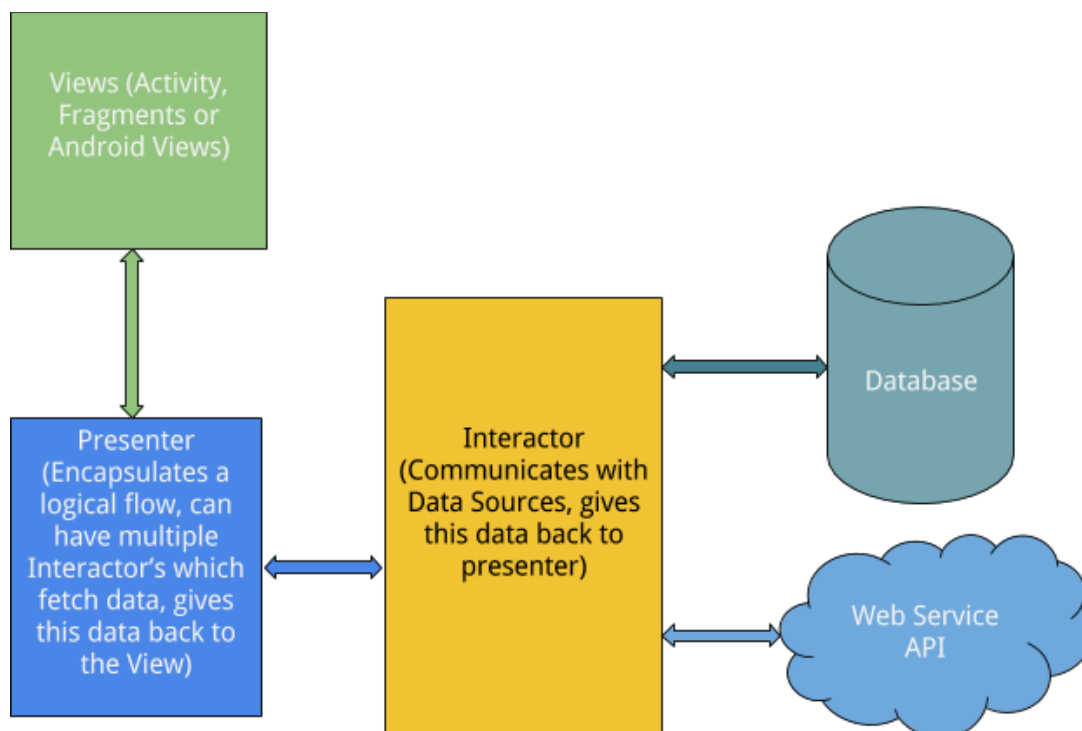 Views (Activity,
Fragments or
Android Views)
Presenter
(Encapsulates a
logical flow, can
have multiple
Interactor's which
fetch data, gives
this data back to
the View)
Interactor
(Communicates with
Data Sources, gives
this data back to
presenter)
Database
Web Service
API